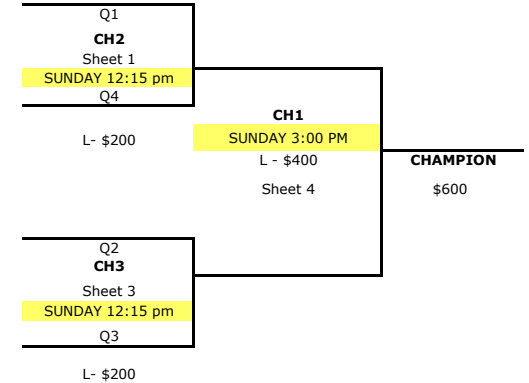 Q1
CH2
Sheet 1
SUNDAY 12:15 pm
Q4
L- $200
CH1
SUNDAY 3:00 PM
L - $400
Sheet 4
CHAMPION
$600
Q2
CH3
Sheet 3
SUNDAY 12:15 pm
Q3
L- $200